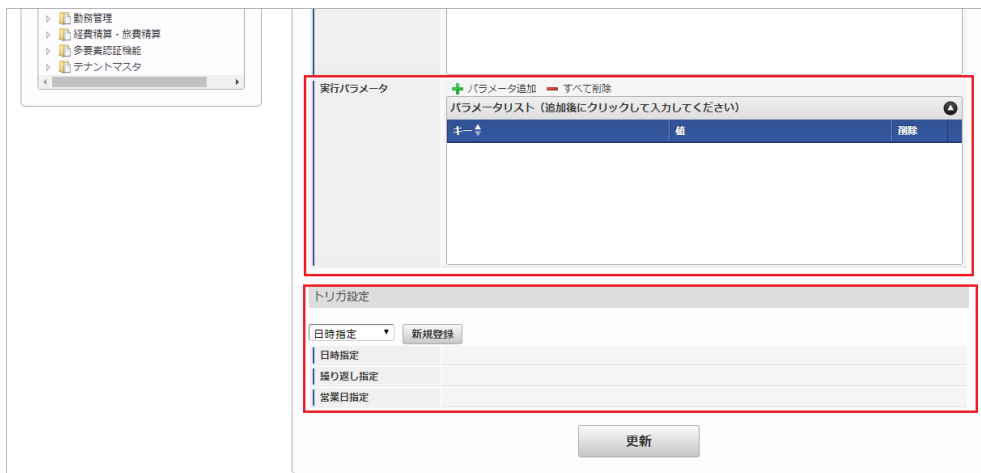 勤務管理
経費精算・旅費精算
多要素認証機能
テナントマスタ
実行パラメータ
パラメータ追加 すべて削除
パラメータリスト（追加後にクリックして入力してください）
キー 値 削除
トリガ設定
日時指定 新規登録
日時指定
繰り返し指定
営業日指定
更新